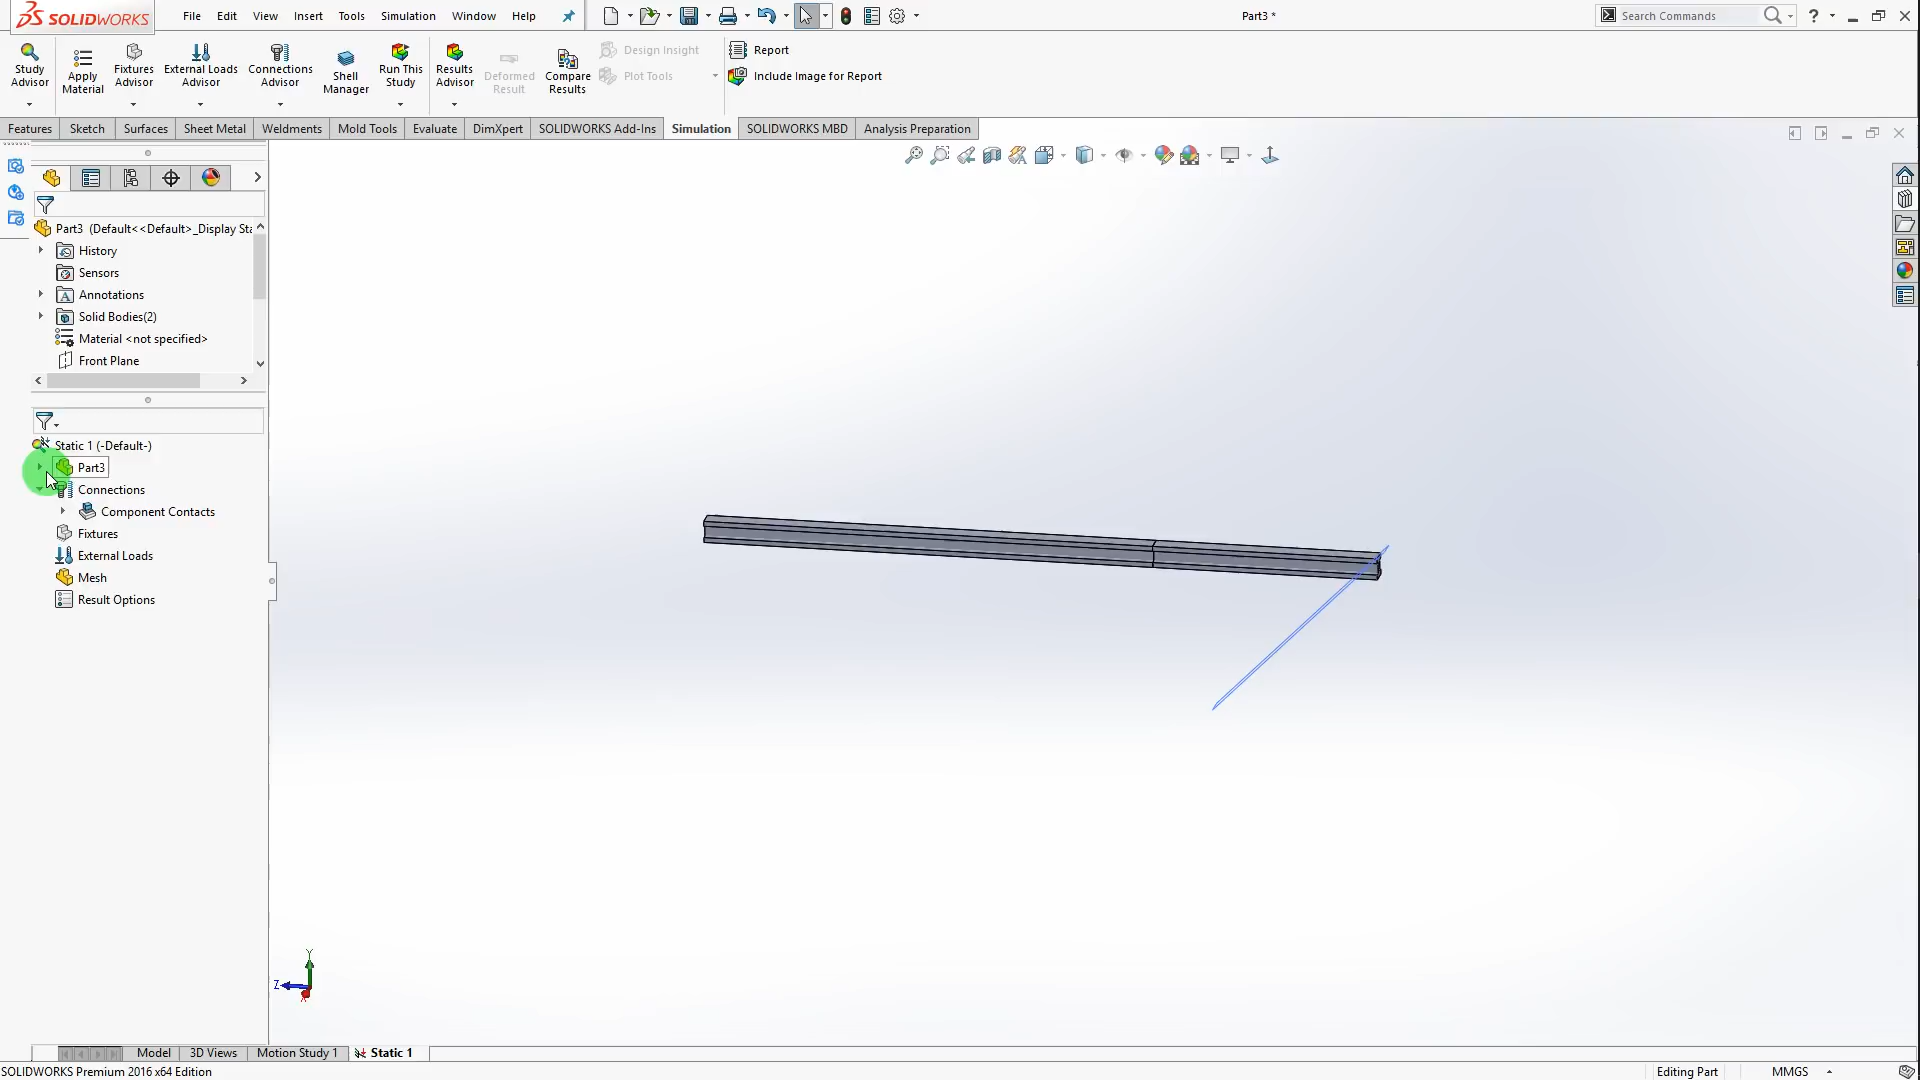 SOLIDWORKS
File Edit View Insert Tools Simulation Window Help
Part3 *
Search Commands
?
Study Advisor
Apply Material
Fixtures Advisor
External Loads Advisor
Connections Advisor
Shell Manager
Run This Study
Results Advisor
Deformed Result
Compare Results
Design Insight
Plot Tools
Report
Include Image for Report
Features Sketch Surfaces Sheet Metal Weldments Mold Tools Evaluate DimXpert SOLIDWORKS Add-Ins Simulation SOLIDWORKS MBD Analysis Preparation
Part3 (Default<<Default>_Display Sta
History
Sensors
Annotations
Solid Bodies(2)
Material <not specified>
Front Plane
Static 1 (-Default-)
Part3
Connections
Component Contacts
Fixtures
External Loads
Mesh
Result Options
Y
Z
X
Model 3D Views Motion Study 1 Static 1
SOLIDWORKS Premium 2016 x64 Edition
Editing Part
MMGS